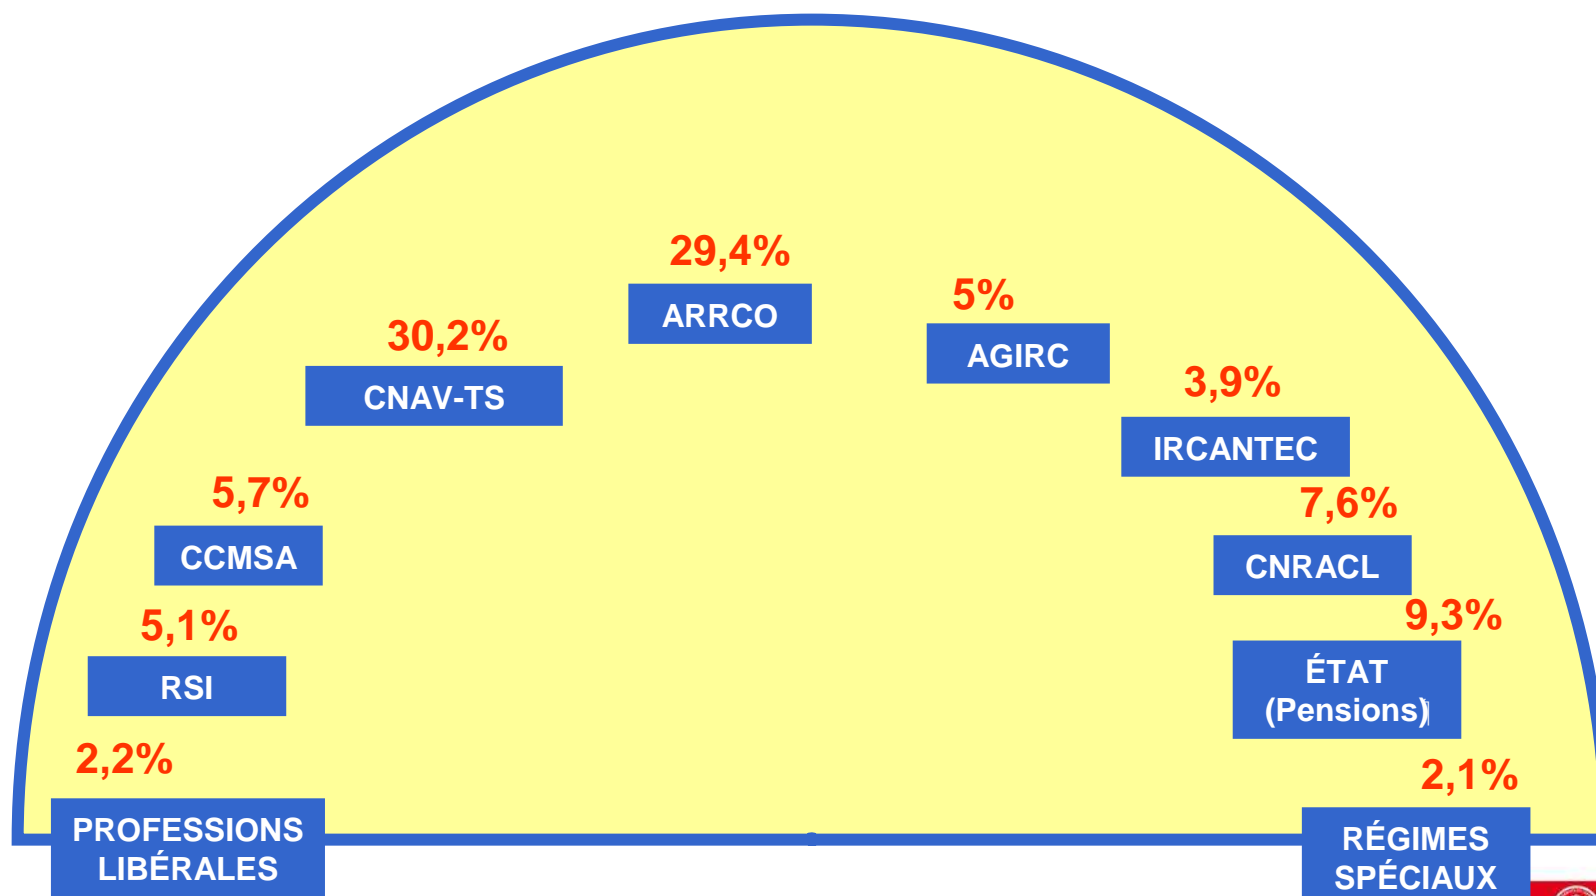 29,4%
ARRCO
5%
AGIRC
30,2%
CNAV-TS
3,9%
IRCANTEC
5,7%
CCMSA
7,6%
CNRACL
5,1%
RSI
9,3%
ÉTAT
(Pensions)
2,2%
PROFESSIONS
LIBÉRALES
2,1%
RÉGIMES
SPÉCIAUX